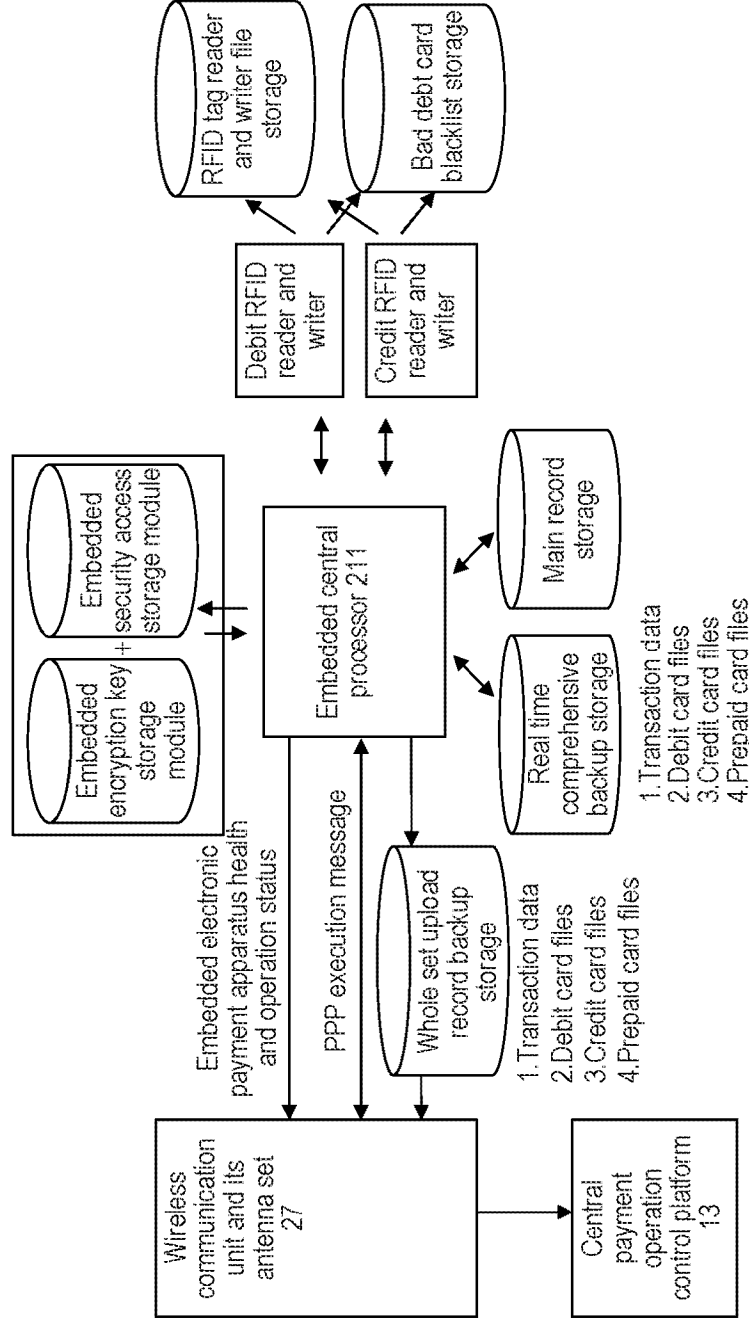 Wireless
communication
unit and its
antenna set
27
Central
payment
operation
control platform
13
Embedded electronic
payment apparatus health
and operation status
PPP execution message
Whole set upload
record backup
storage
1.Transaction data
2.Debit card files
3.Credit card files
4.Prepaid card files
Embedded
encryption key
storage
module
+
Embedded
security access
storage module
Embedded central
processor 211
Real time
comprehensive
backup storage
1.Transaction data
2.Debit card files
3.Credit card files
4.Prepaid card files
Main record
storage
Debit RFID
reader and
writer
Credit RFID
reader and
writer
RFID tag reader
and writer file
storage
Bad debt card
blacklist storage